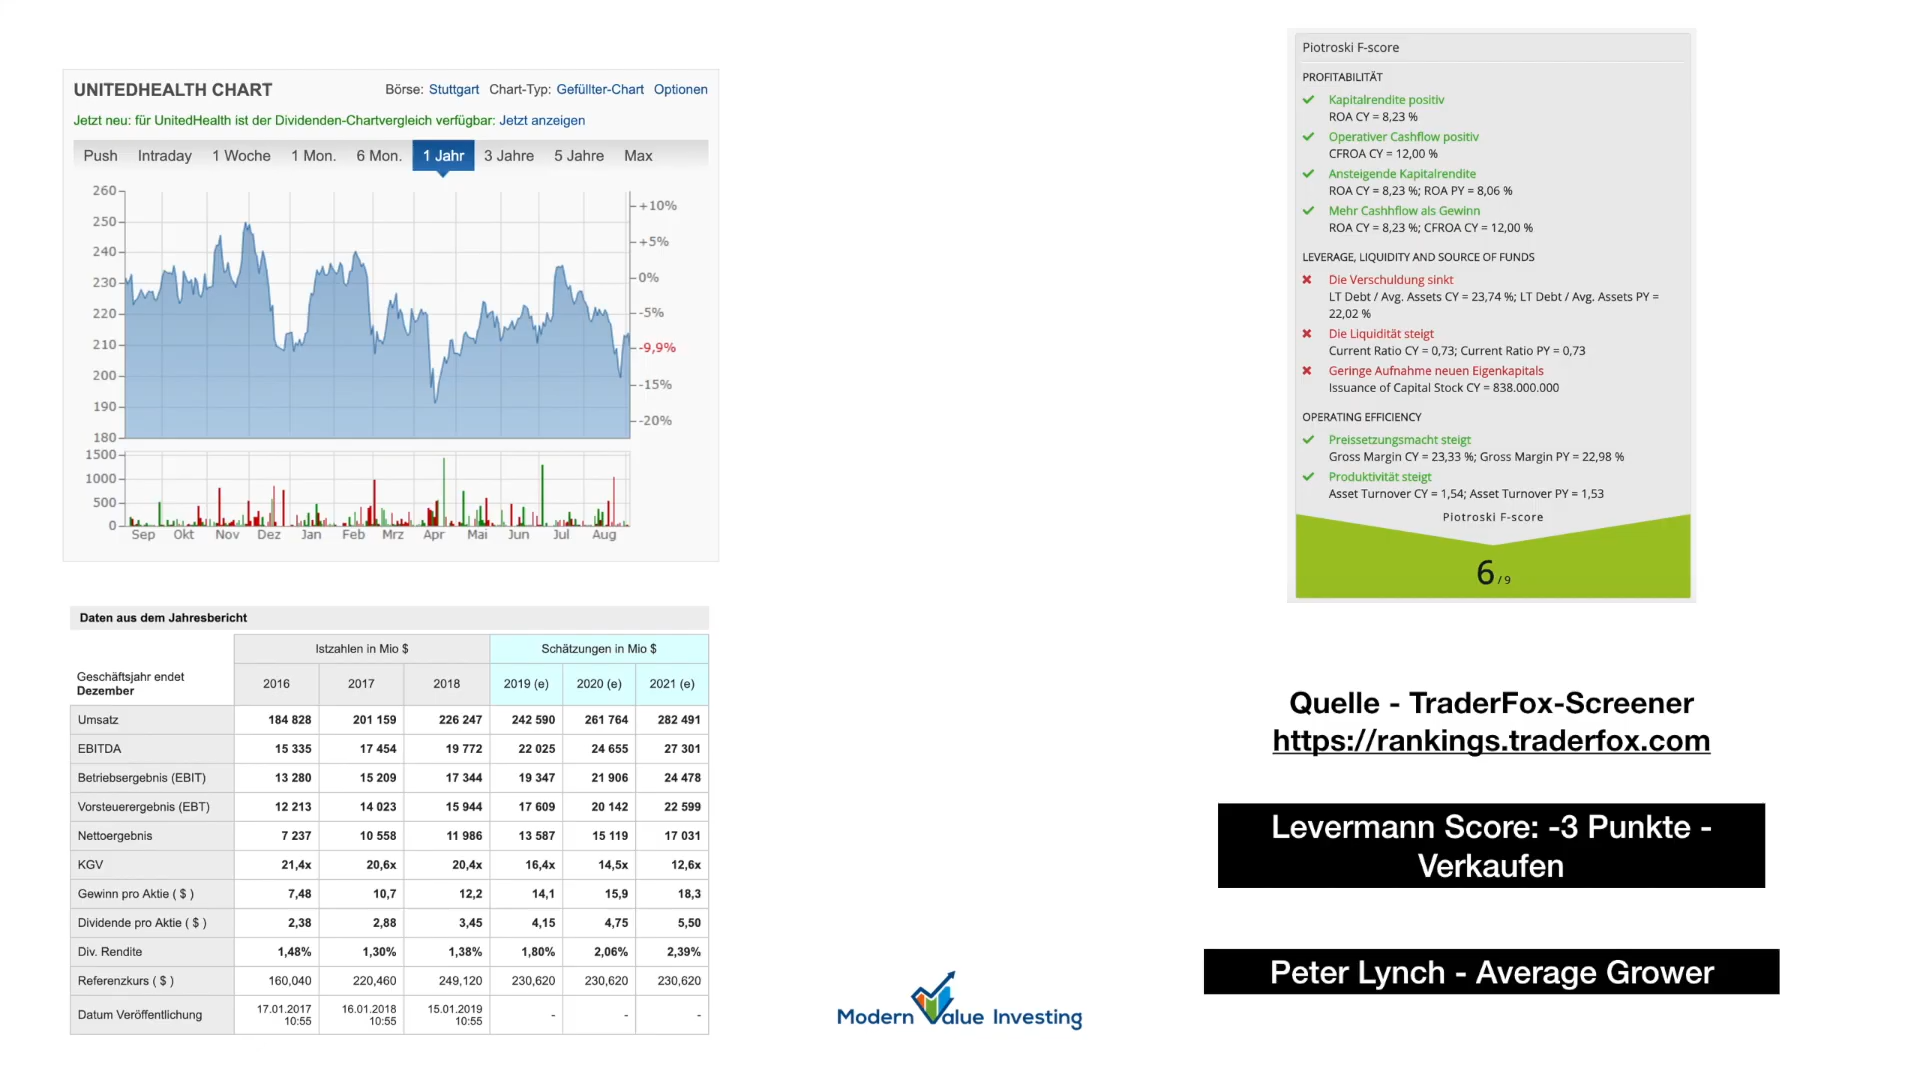 UNITEDHEALTH CHART
Börse: Stuttgart Chart-Typ: Gefüllter-Chart Optionen
Jetzt neu: für UnitedHealth ist der Dividenden-Chartvergleich verfügbar: Jetzt anzeigen
Push Intraday 1 Woche 1 Mon. 6 Mon. 1 Jahr 3 Jahre 5 Jahre Max
260
250
240
230
220
210
200
190
180
+10%
+5%
0%
-5%
-9,9%
-15%
-20%
1500
1000
500
0
Sep Okt Nov Dez Jan Feb Mrz Apr Mai Jun Jul Aug
Daten aus dem Jahresbericht
Istzahlen in Mio $ Schätzungen in Mio $
Geschäftsjahr endet
Dezember
2016 2017 2018 2019 (e) 2020 (e) 2021 (e)
Umsatz 184 828 201 159 226 247 242 590 261 764 282 491
EBITDA 15 335 17 454 19 772 22 025 24 655 27 301
Betriebsergebnis (EBIT) 13 280 15 209 17 344 19 347 21 906 24 478
Vorsteuerergebnis (EBT) 12 213 14 023 15 944 17 609 20 142 22 599
Nettoergebnis 7 237 10 558 11 986 13 587 15 119 17 031
KGV 21,4x 20,6x 20,4x 16,4x 14,5x 12,6x
Gewinn pro Aktie ( $ ) 7,48 10,7 12,2 14,1 15,9 18,3
Dividende pro Aktie ( $ ) 2,38 2,88 3,45 4,15 4,75 5,50
Div. Rendite 1,48% 1,30% 1,38% 1,80% 2,06% 2,39%
Referenzkurs ( $ ) 160,040 220,460 249,120 230,620 230,620 230,620
Datum Veröffentlichung 17.01.2017 16.01.2018 15.01.2019 - - -
10:55 10:55 10:55
Modern Value Investing
Piotroski F-score
PROFITABILITÄT
Kapitalrendite positiv
ROA CY = 8,23 %
Operativer Cashflow positiv
CFROA CY = 12,00 %
Ansteigende Kapitalrendite
ROA CY = 8,23 %; ROA PY = 8,06 %
Mehr Cashhflow als Gewinn
ROA CY = 8,23 %; CFROA CY = 12,00 %
LEVERAGE, LIQUIDITY AND SOURCE OF FUNDS
Die Verschuldung sinkt
LT Debt / Avg. Assets CY = 23,74 %; LT Debt / Avg. Assets PY =
22,02 %
Die Liquidität steigt
Current Ratio CY = 0,73; Current Ratio PY = 0,73
Geringe Aufnahme neuen Eigenkapitals
Issuance of Capital Stock CY = 838.000.000
OPERATING EFFICIENCY
Preissetzungsmacht steigt
Gross Margin CY = 23,33 %; Gross Margin PY = 22,98 %
Produktivität steigt
Asset Turnover CY = 1,54; Asset Turnover PY = 1,53
Piotroski F-score
6 / 9
Quelle - TraderFox-Screener
https://rankings.traderfox.com
Levermann Score: -3 Punkte -
Verkaufen
Peter Lynch - Average Grower